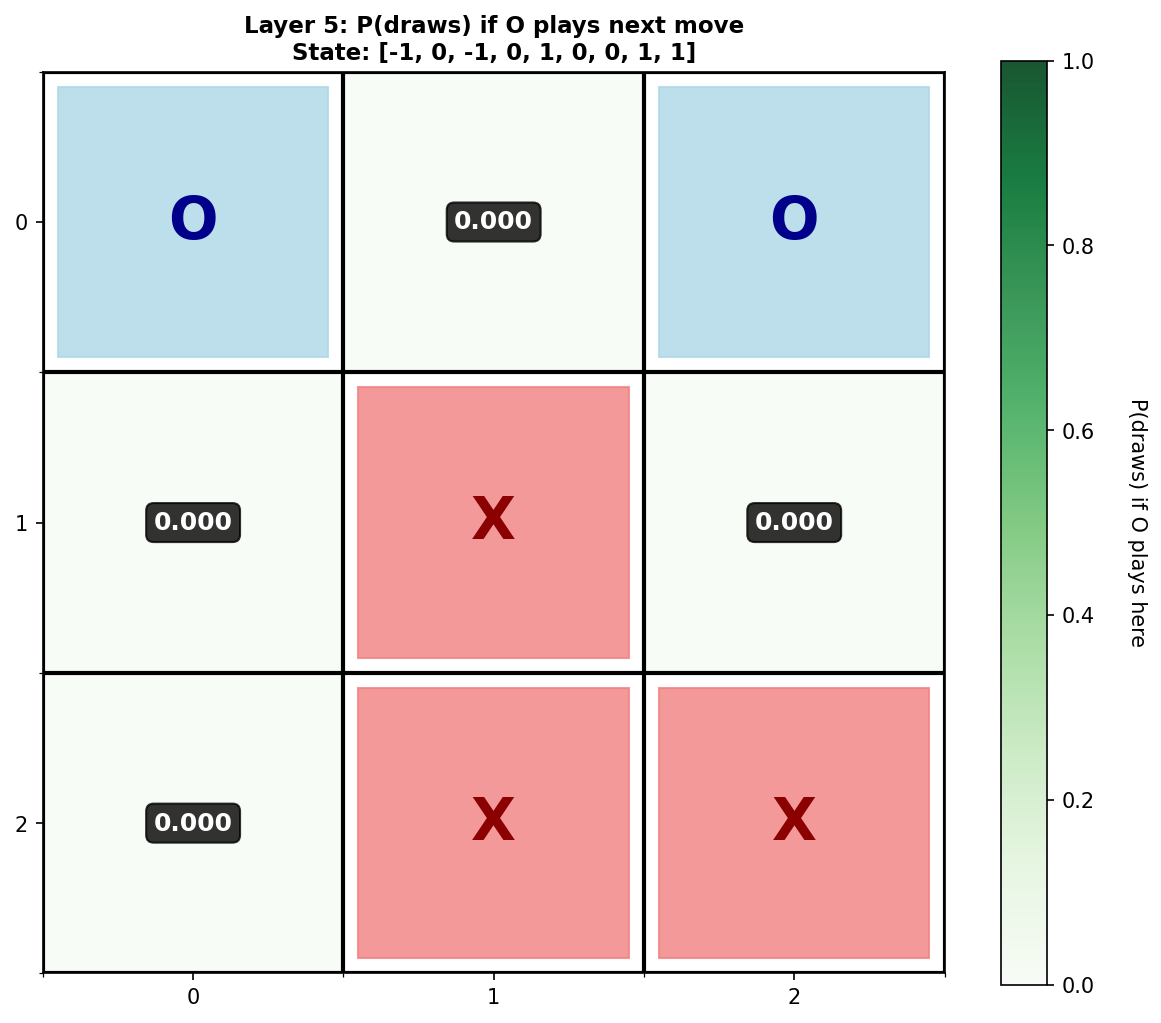 Layer 5: P(draws) if O plays next move
State: [-1, 0, -1, 0, 1, 0, 0, 1, 1]
O
0.000
O
0
0.000
X
0.000
1
0.000
X
X
2
0
1
2
1.0
0.8
0.6
0.4
0.2
0.0
P(draws) if O plays here